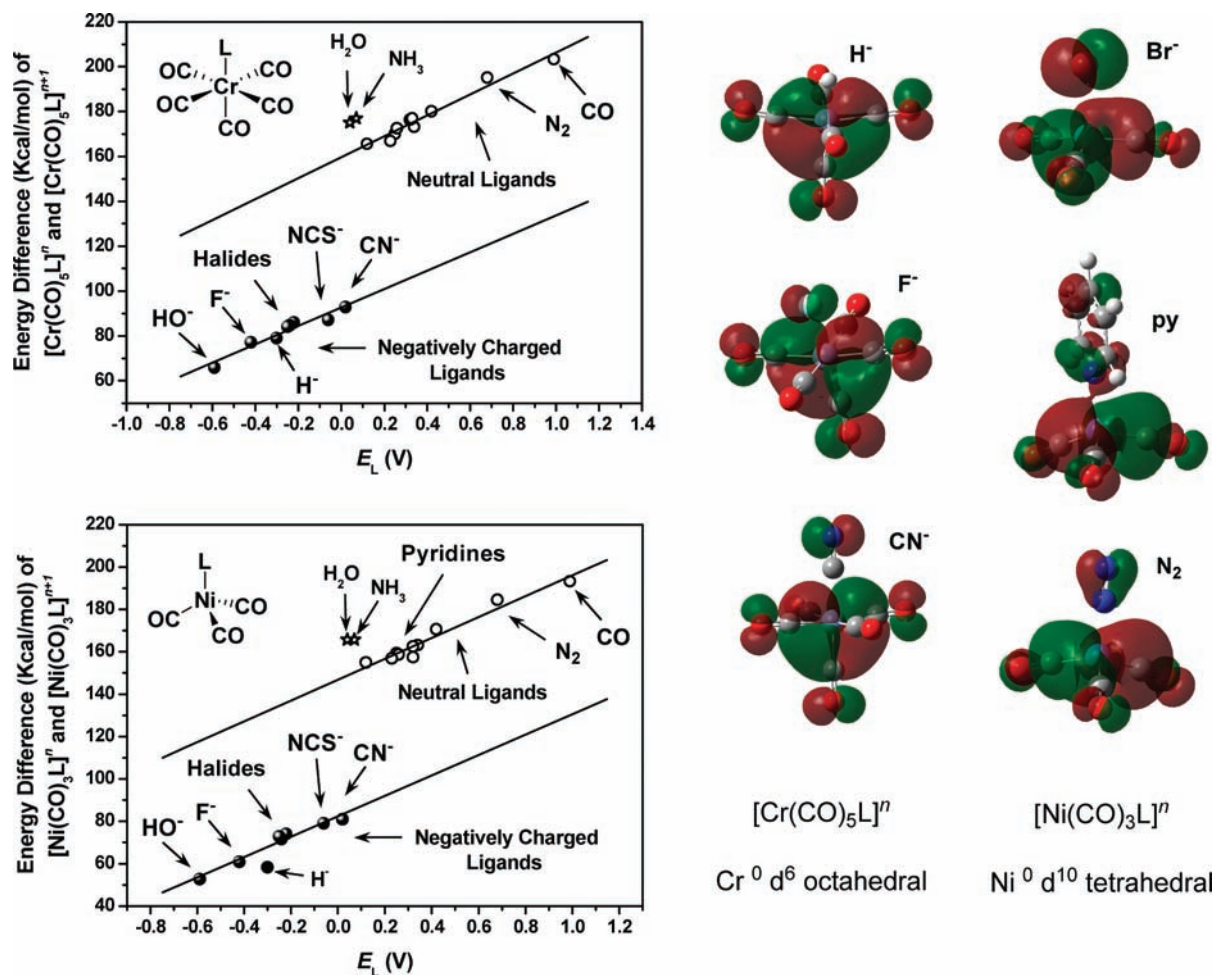 Energy Difference (Kcal/mol) of
[Cr(CO)5L]ⁿ and [Cr(CO)5L]ⁿ⁺¹
220
200
180
160
140
120
100
80
60
L
OC CO
Cr
OC CO
CO
H2O
NH3
N2
CO
Neutral Ligands
NCS-
CN-
Halides
F-
HO-
H-
Negatively Charged
Ligands
-1.0 -0.8 -0.6 -0.4 -0.2 0.0 0.2 0.4 0.6 0.8 1.0 1.2 1.4
EL (V)
Energy Difference (Kcal/mol) of
[Ni(CO)3L]ⁿ and [Ni(CO)3L]ⁿ⁺¹
220
200
180
160
140
120
100
80
60
40
L
Ni
OC CO
CO
H2O
NH3
Pyridines
N2
CO
Neutral Ligands
NCS-
CN-
Halides
F-
HO-
H-
Negatively Charged
Ligands
-0.8 -0.6 -0.4 -0.2 0.0 0.2 0.4 0.6 0.8 1.0 1.2
EL (V)
H-
F-
CN-
[Cr(CO)5L]ⁿ
Cr ⁰ d⁶ octahedral
Br-
py
N2
[Ni(CO)3L]ⁿ
Ni ⁰ d¹⁰ tetrahedral